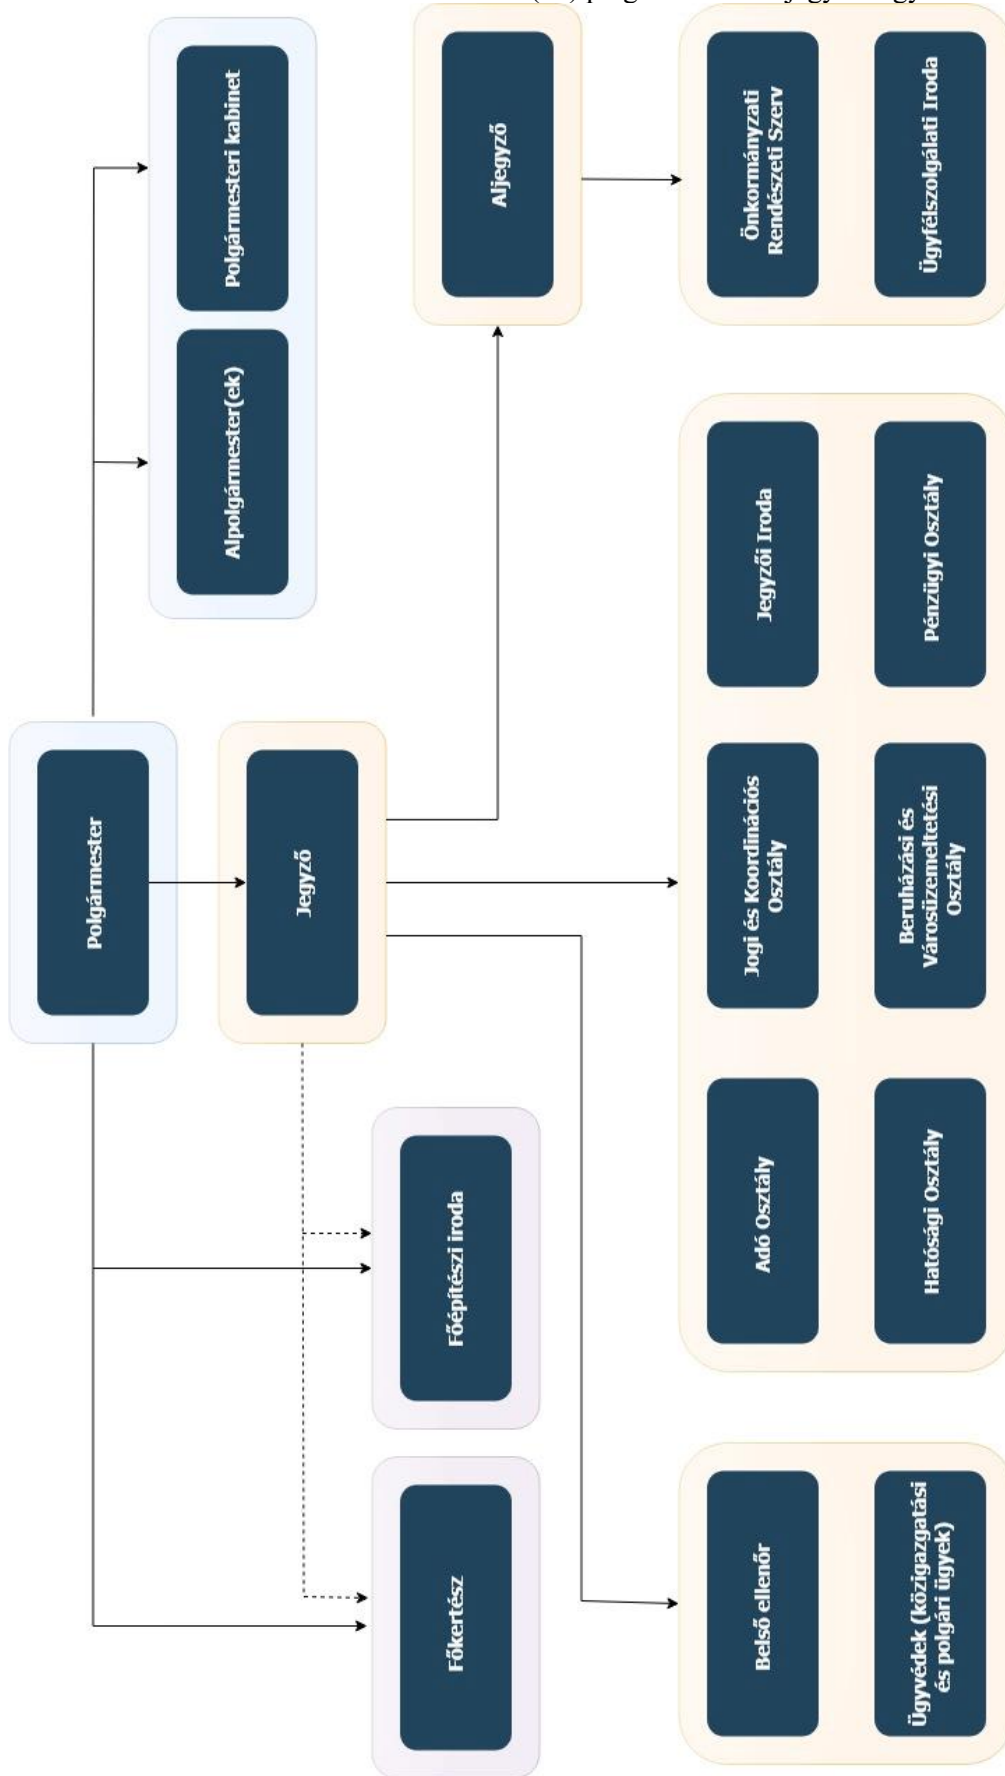 Polgármester
Alpolgármester(ek)
Polgármesteri kabinet
Jegyző
Főkertész
Főépítészi iroda
Aljegyző
Belső ellenőr
Ügyvédek (közigazgatási
és polgári ügyek)
Adó Osztály
Jogi és Koordinációs
Osztály
Jegyzői Iroda
Hatósági Osztály
Beruházási és
Városüzemeltetési
Osztály
Pénzügyi Osztály
Önkormányzati
Rendészeti Szerv
Ügyfélszolgálati Iroda